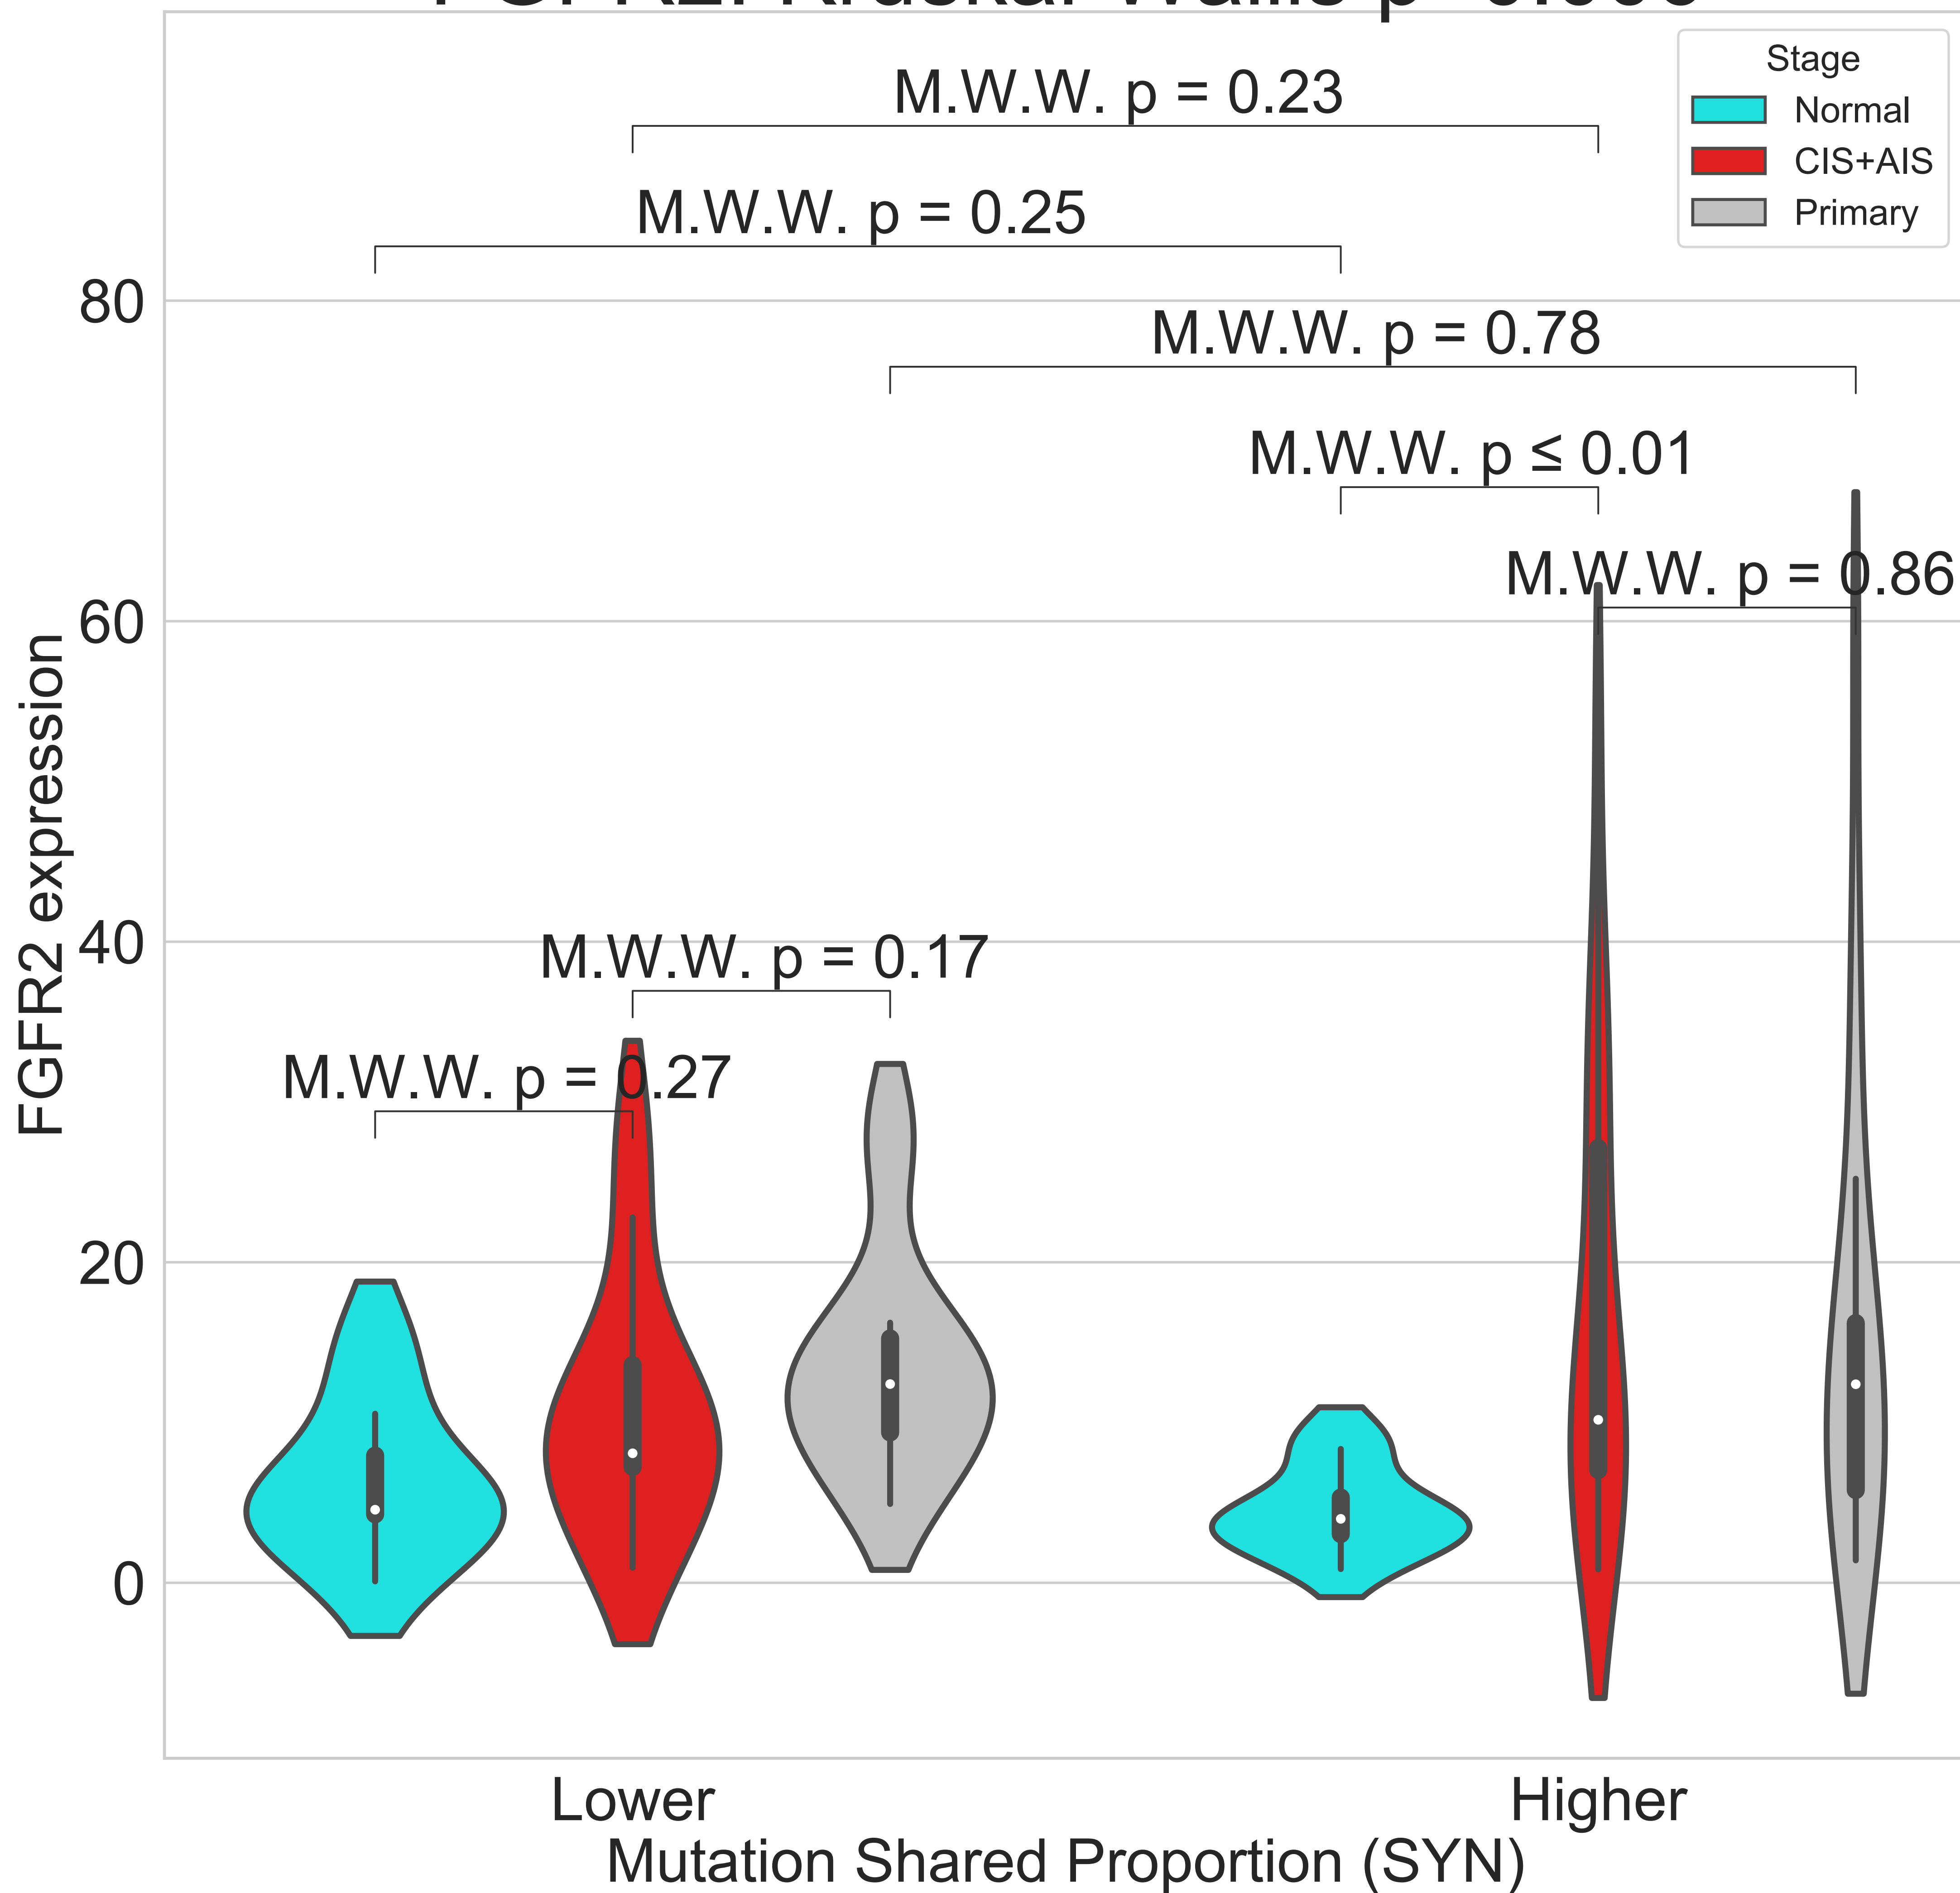 M.W.W. p = 0.23
Stage
Normal
CIS+AIS
Primary
M.W.W. p = 0.25
80
M.W.W. p = 0.78
M.W.W. p ≤ 0.01
M.W.W. p = 0.86
60
FGFR2 expression
40
M.W.W. p = 0.17
M.W.W. p = 0.27
20
0
Lower
Higher
Mutation Shared Proportion (SYN)